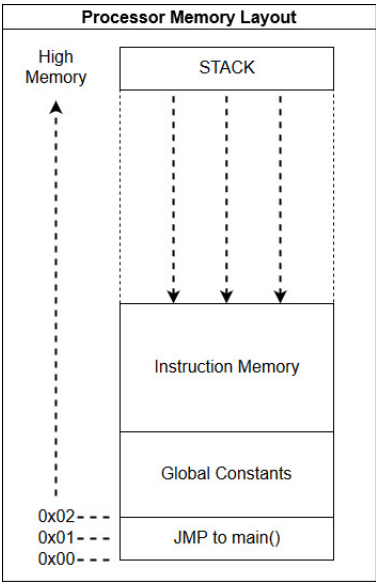 Processor Memory Layout
High
Memory
STACK
Instruction Memory
Global Constants
0x02
0x01
JMP to main()
0x00